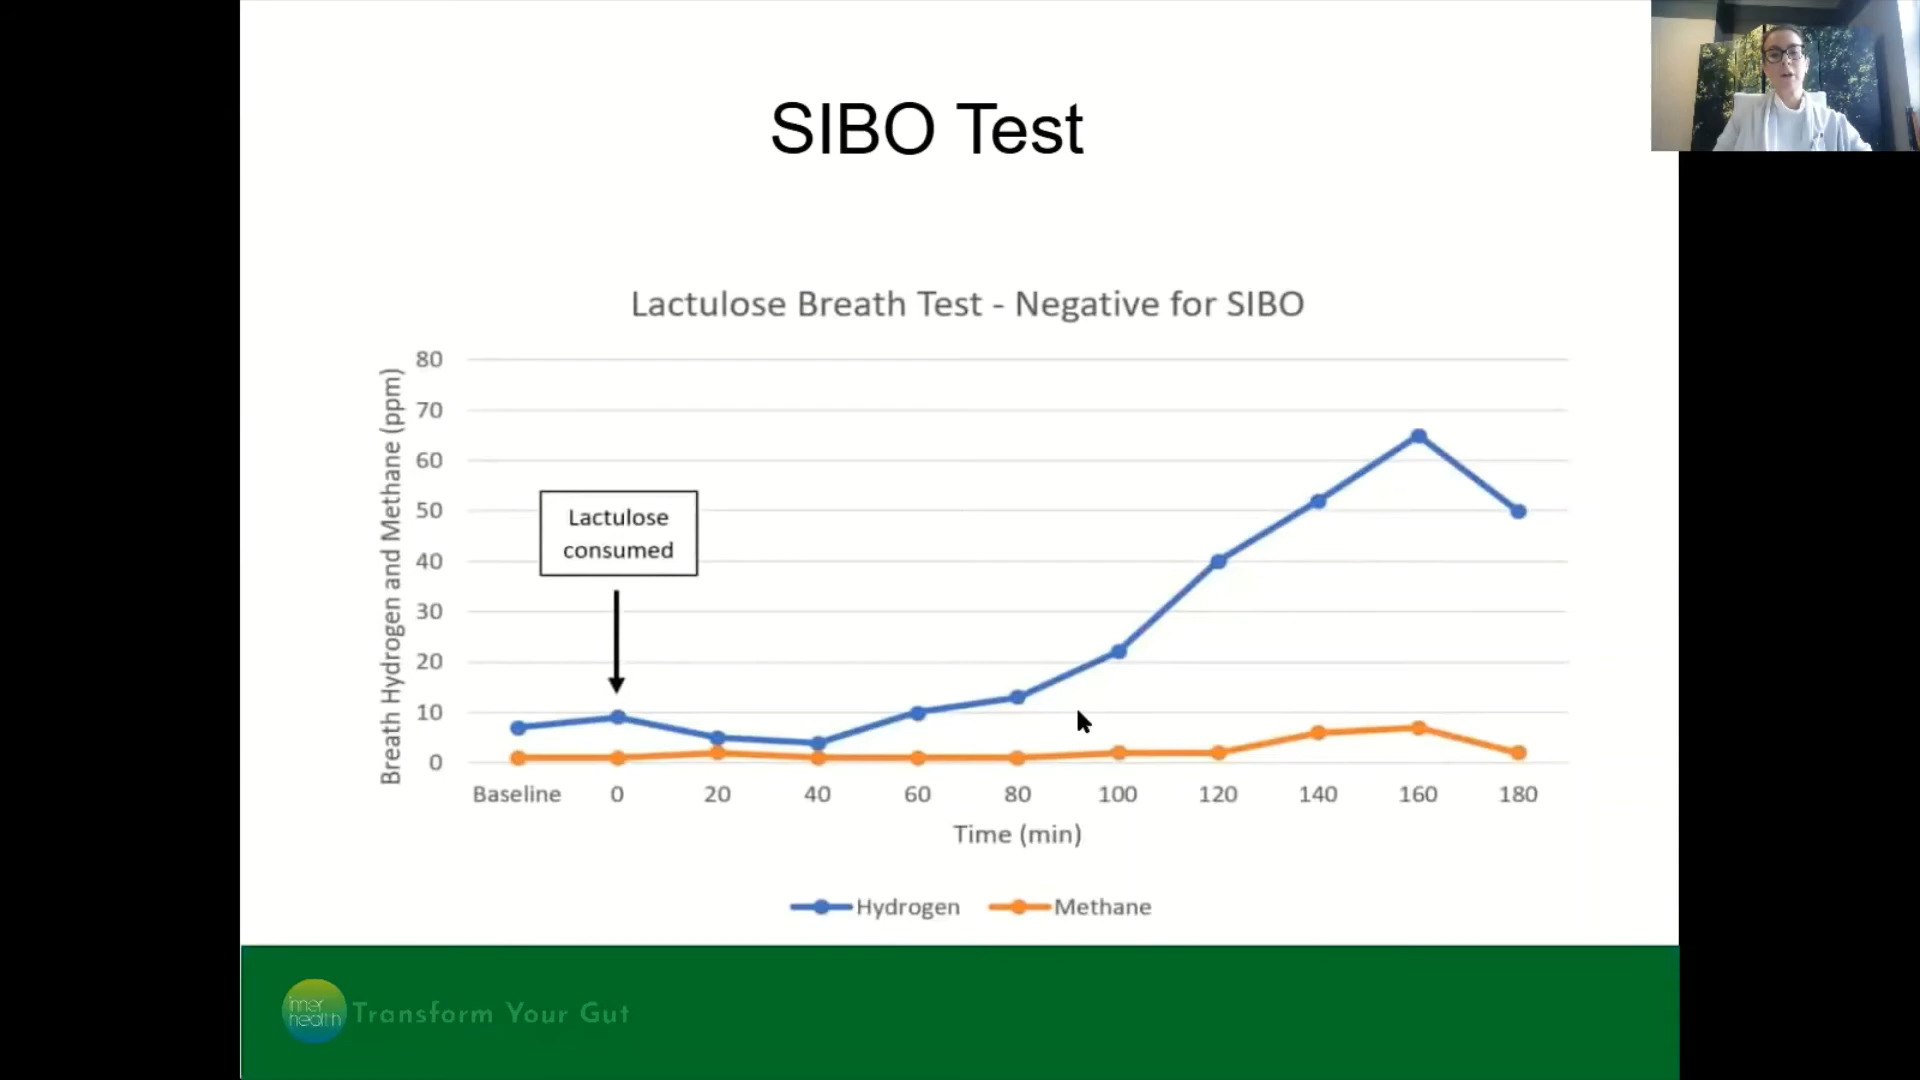 SIBO Test
Lactulose Breath Test - Negative for SIBO
Breath Hydrogen and Methane (ppm)
80
70
60
50
40
30
20
10
0
Lactulose
consumed
Baseline 0 20 40 60 80 100 120 140 160 180
Time (min)
Hydrogen Methane
inner
health
Transform Your Gut